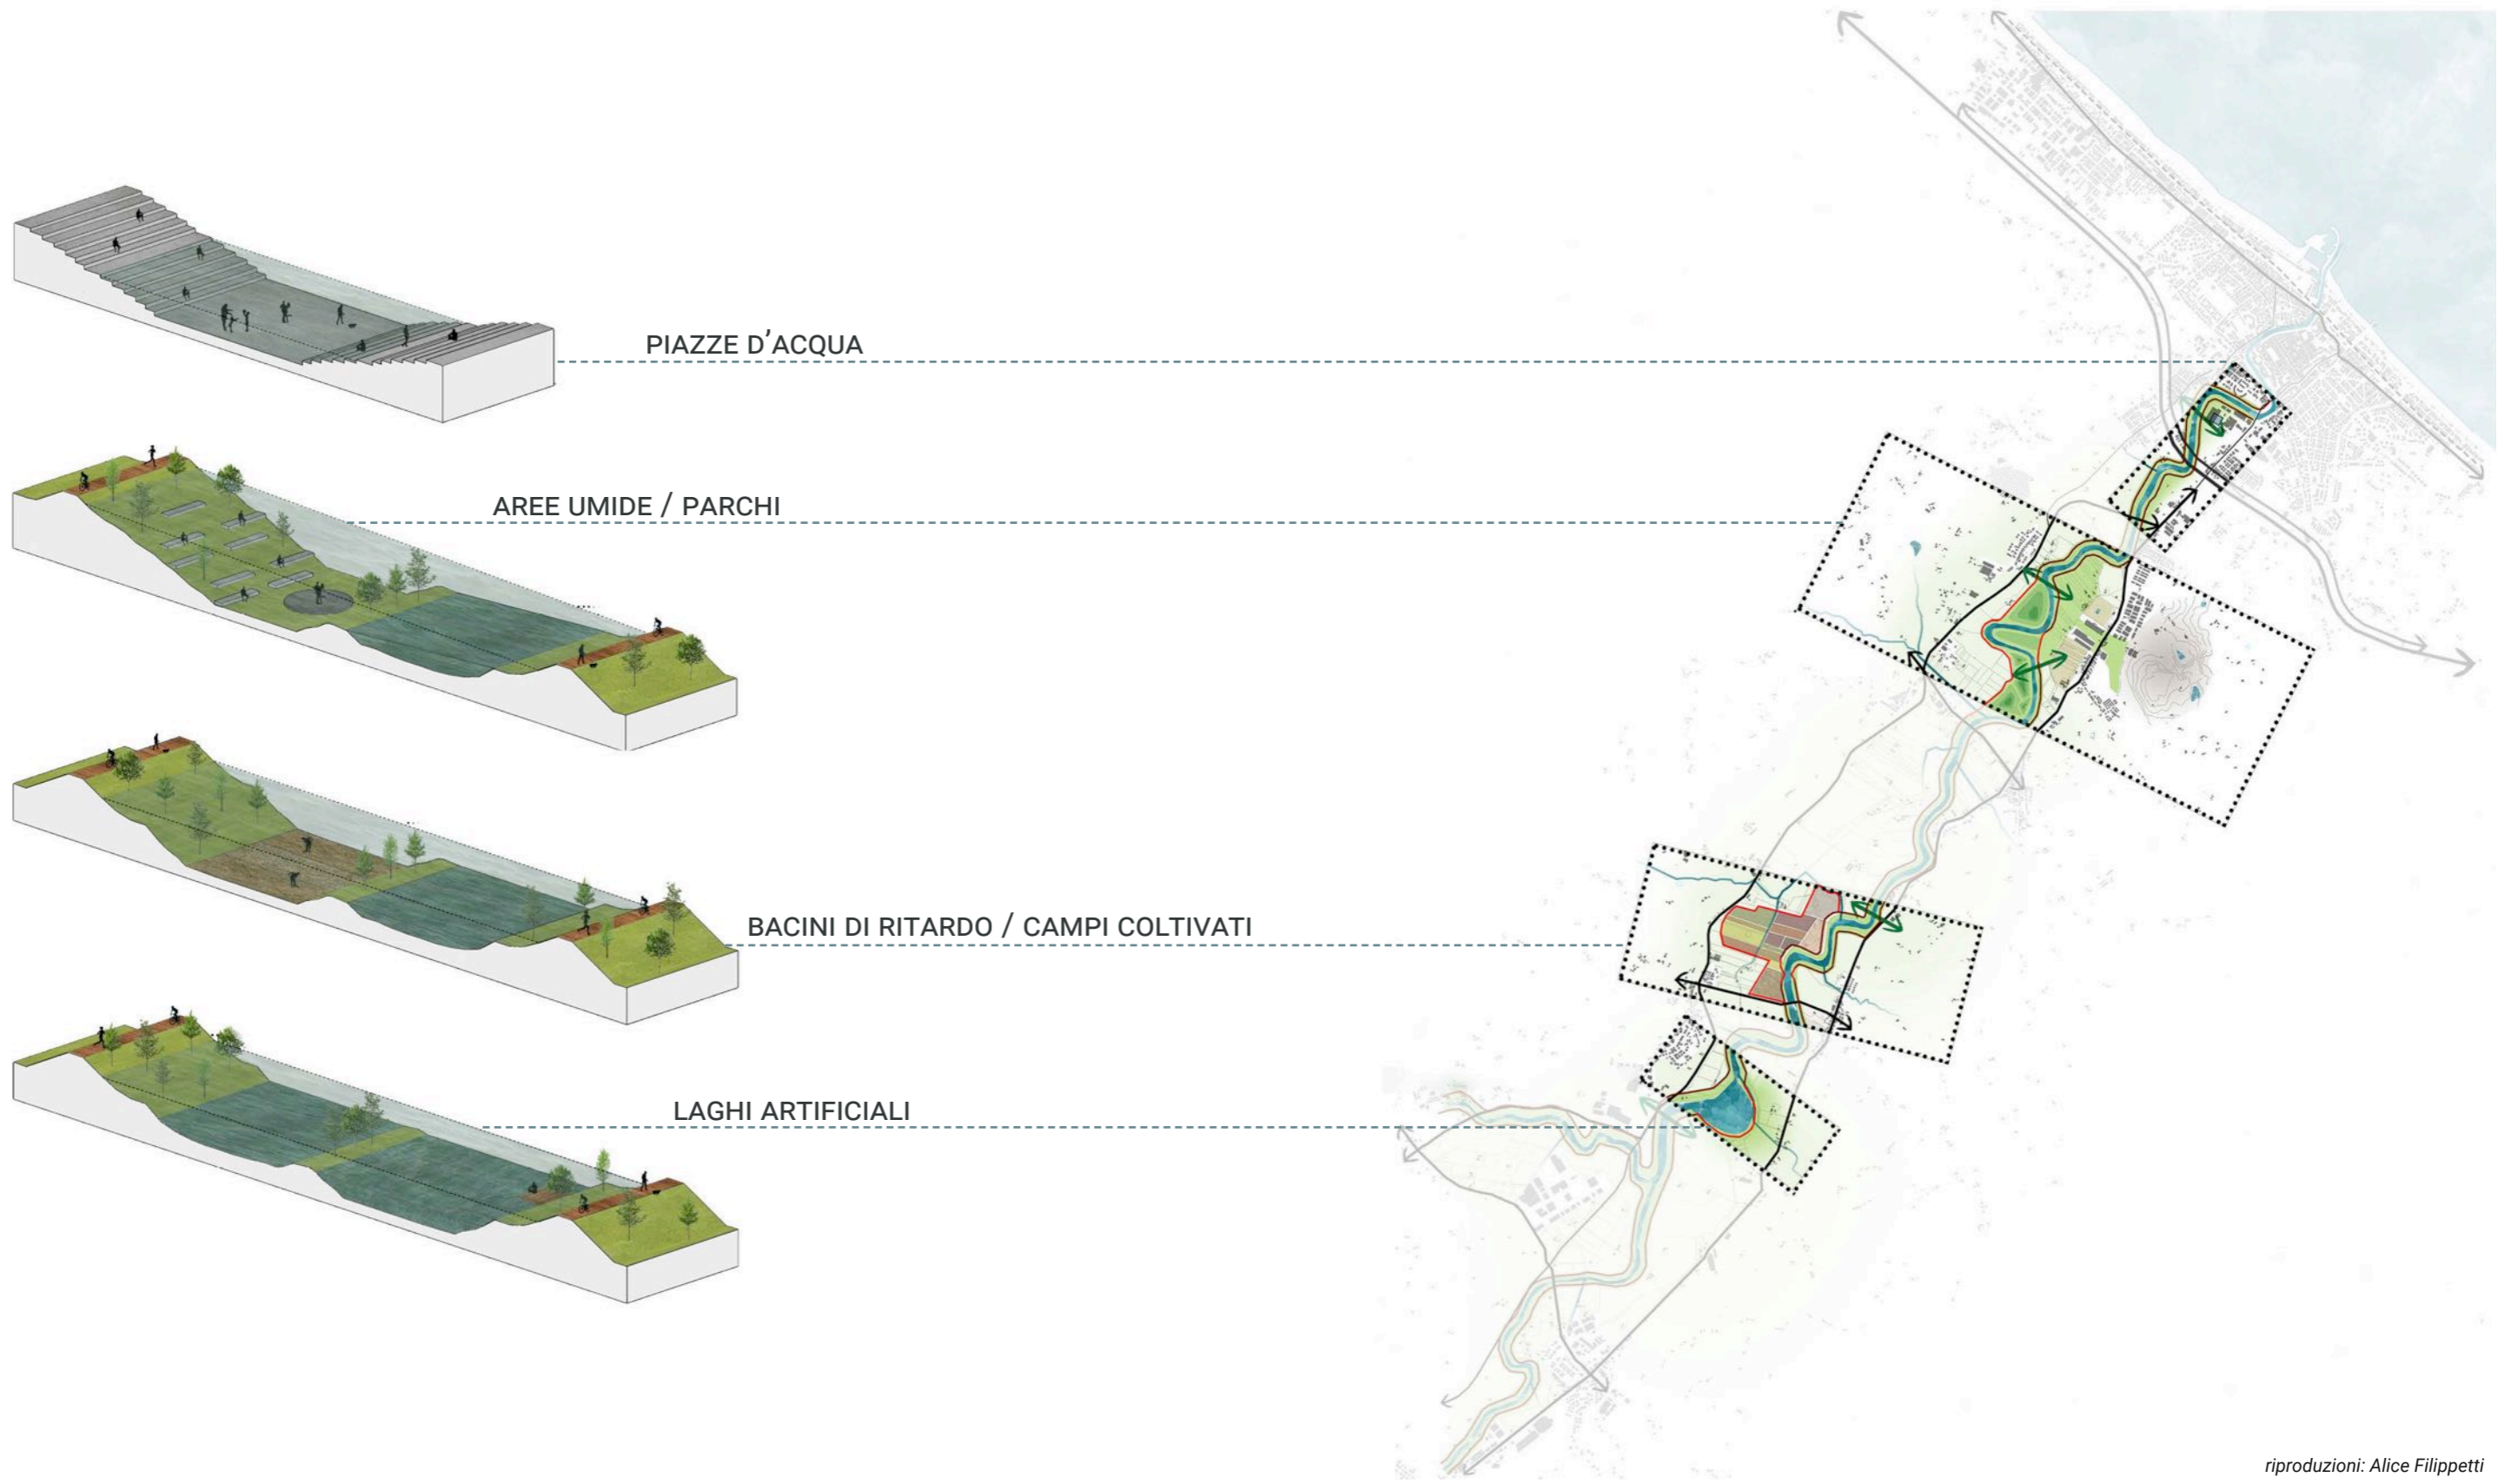 PIAZZE D’ACQUA
AREE UMIDE / PARCHI
BACINI DI RITARDO / CAMPI COLTIVATI
LAGHI ARTIFICIALI
riproduzioni: Alice Filippetti